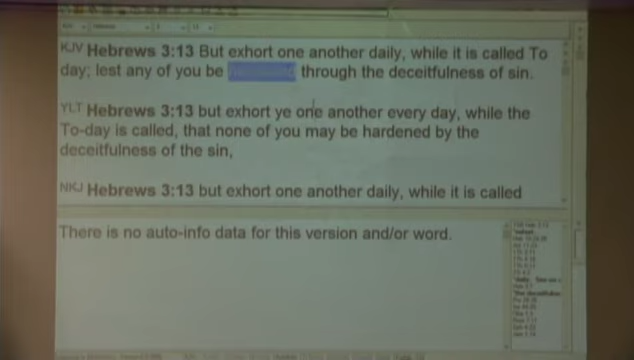 KJV Hebrews 3:13 But exhort one another daily, while it is called To
day; lest any of you be through the deceitfulness of sin.
YLT Hebrews 3:13 but exhort ye one another every day, while the
To-day is called, that none of you may be hardened by the
deceitfulness of the sin,
NKJ Hebrews 3:13 but exhort one another daily, while it is called
There is no auto-info data for this version and/or word.